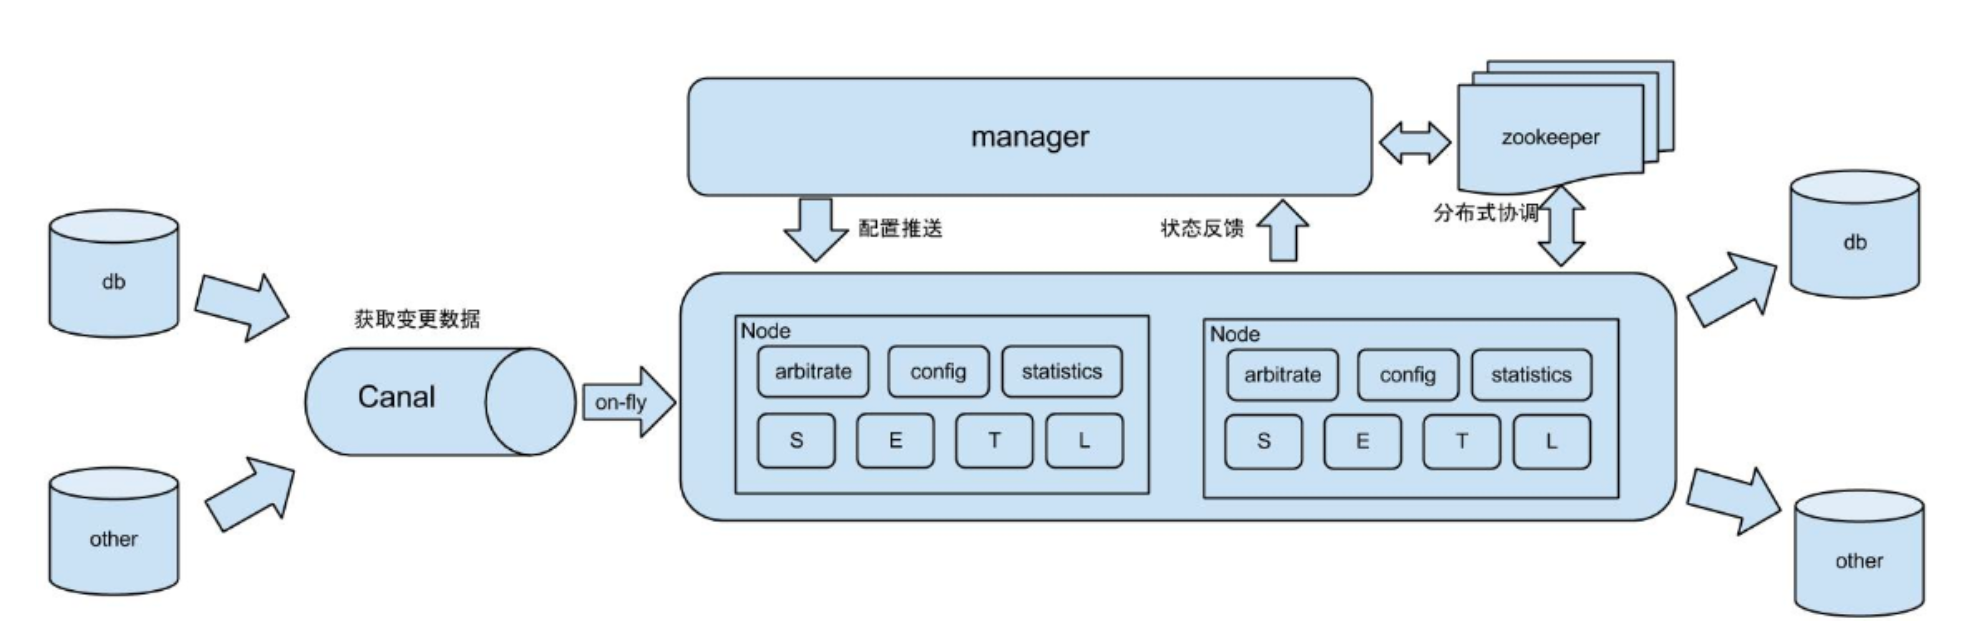 manager
zookeeper
配置推送
状态反馈
分布式协调
db
other
获取变更数据
Canal
on-fly
Node
arbitrate config statistics
S E T L
Node
arbitrate config statistics
S E T L
db
other